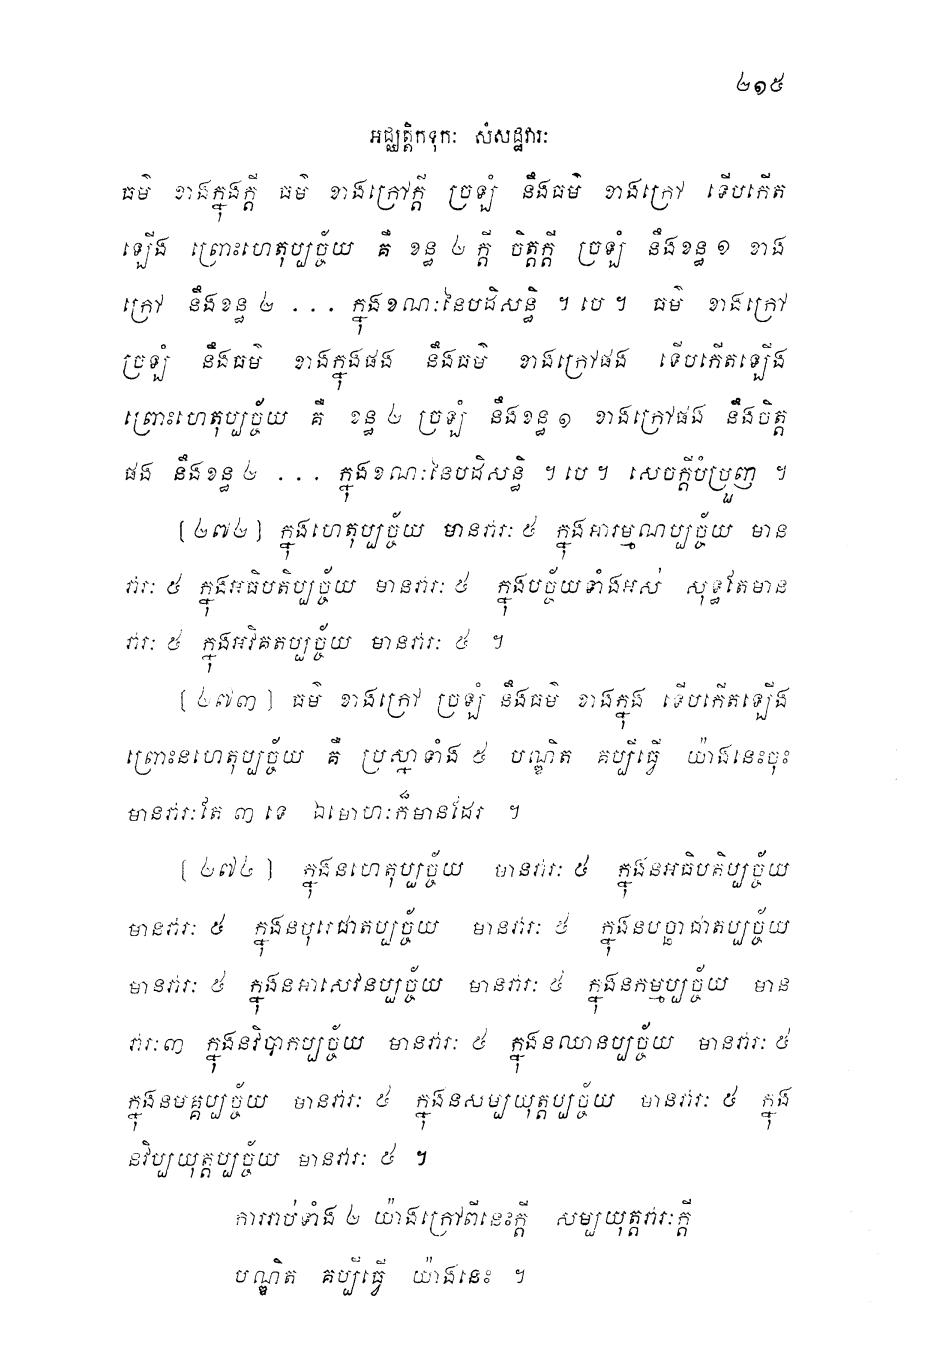 ២១៥
អជ្ឈត្តិកទុកៈ សំសដ្ឋវារៈ
ធម៌ ខាងក្នុងក្តី ធម៌ ខាងក្រៅក្តី ច្រឡំ នឹងធម៌ ខាងក្រៅ ទើបកើត
ឡើង ព្រោះហេតុប្បច្ច័យ គឺ ខន្ធ ៤ ក្តី ចិត្តក្តី ច្រឡំ នឹងខន្ធ ១ ខាង
ក្រៅ នឹងខន្ធ ២ ... ក្នុងខណៈនៃបដិសន្ធិ ។ បេ ។ ធម៌ ខាងក្រៅ
ច្រឡំ នឹងធម៌ ខាងក្នុងផង នឹងធម៌ ខាងក្រៅផង ទើបកើតឡើង
ព្រោះហេតុប្បច្ច័យ គឺ ខន្ធ ៤ ច្រឡំ នឹងខន្ធ ១ ខាងក្រៅផង នឹងចិត្ត
ផង នឹងខន្ធ ២ ... ក្នុងខណៈនៃបដិសន្ធិ ។ បេ ។ សេចក្តីបំប្រួញ ។
[ ២៧២ ] ក្នុងហេតុប្បច្ច័យ មានវារៈ ៥ ក្នុងអារម្មណប្បច្ច័យ មាន
វារៈ ៥ ក្នុងអធិបតិប្បច្ច័យ មានវារៈ ៥ ក្នុងបច្ច័យទាំងអស់ សុទ្ធតែមាន
វារៈ ៥ ក្នុងអវិគតប្បច្ច័យ មានវារៈ ៥ ។
[ ២៧៣ ] ធម៌ ខាងក្រៅ ច្រឡំ នឹងធម៌ ខាងក្នុង ទើបកើតឡើង
ព្រោះនហេតុប្បច្ច័យ គឺ ប្រស្នាទាំង ៥ បណ្ឌិត គប្បីធ្វើ យ៉ាងនេះចុះ
មានវារៈតែ ៣ ទេ ឯមោហៈក៏មានដែរ ។
[ ២៧៤ ] ក្នុងនហេតុប្បច្ច័យ មានវារៈ ៥ ក្នុងនអធិបតិប្បច្ច័យ
មានវារៈ ៥ ក្នុងនបុរេជាតប្បច្ច័យ មានវារៈ ៥ ក្នុងនបច្ឆាជាតប្បច្ច័យ
មានវារៈ ៥ ក្នុងនអាសេវនប្បច្ច័យ មានវារៈ ៥ ក្នុងនកម្មប្បច្ច័យ មាន
វារៈ ៣ ក្នុងនវិបាកប្បច្ច័យ មានវារៈ ៥ ក្នុងនឈានប្បច្ច័យ មានវារៈ ៥
ក្នុងនមគ្គប្បច្ច័យ មានវារៈ ៥ ក្នុងនសម្បយុត្តប្បច្ច័យ មានវារៈ ៥ ក្នុង
នវិប្បយុត្តប្បច្ច័យ មានវារៈ ៥ ។
ការរាប់ទាំង ២ យ៉ាងក្រៅពីនេះក្តី សម្បយុត្តវារៈក្តី
បណ្ឌិត គប្បីធ្វើ យ៉ាងនេះ ។